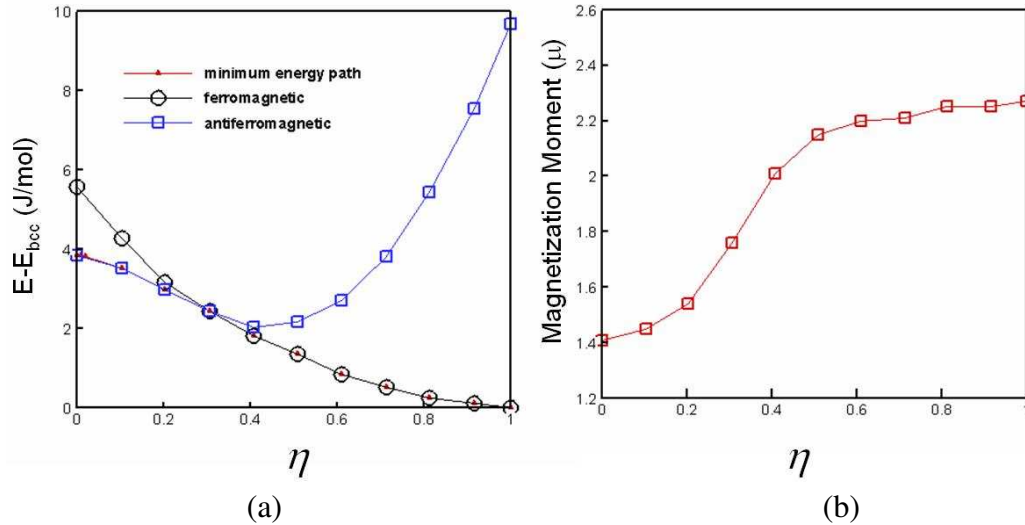 10
8
6
4
2
0
E-E_bcc (J/mol)
minimum energy path
ferromagnetic
antiferromagnetic
0 0.2 0.4 0.6 0.8 1
η
(a)
2.6
2.4
2.2
2
1.8
1.6
1.4
1.2
Magnetization Moment (μ)
0 0.2 0.4 0.6 0.8
η
(b)